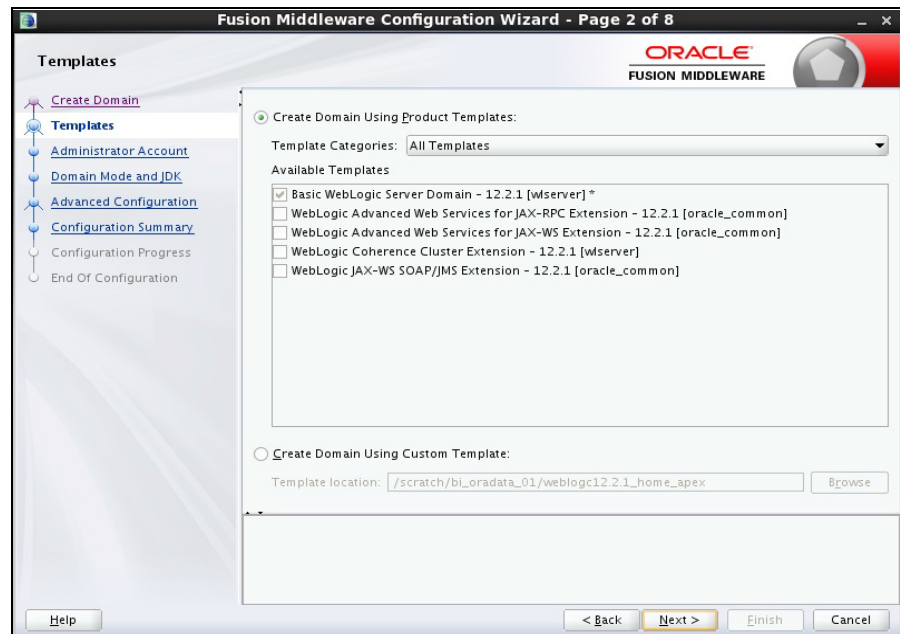 Fusion Middleware Configuration Wizard - Page 2 of 8
Templates
ORACLE
FUSION MIDDLEWARE
Create Domain
Templates
Administrator Account
Domain Mode and JDK
Advanced Configuration
Configuration Summary
Configuration Progress
End Of Configuration
Create Domain Using Product Templates:
Template Categories: All Templates
Available Templates
Basic WebLogic Server Domain - 12.2.1 [wlserver] *
WebLogic Advanced Web Services for JAX-RPC Extension - 12.2.1 [oracle_common]
WebLogic Advanced Web Services for JAX-WS Extension - 12.2.1 [oracle_common]
WebLogic Coherence Cluster Extension - 12.2.1 [wlserver]
WebLogic JAX-WS SOAP/JMS Extension - 12.2.1 [oracle_common]
Create Domain Using Custom Template:
Template location: /scratch/bi_oradata_01/weblogc12.2.1_home_apex
Browse
Help
< Back
Next >
Finish
Cancel